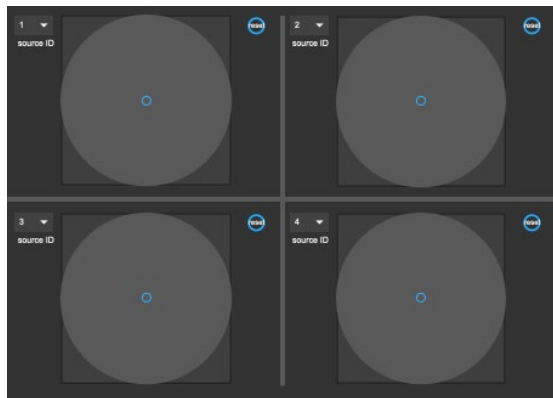 1
reset
source ID
2
reset
source ID
3
reset
source ID
4
reset
source ID